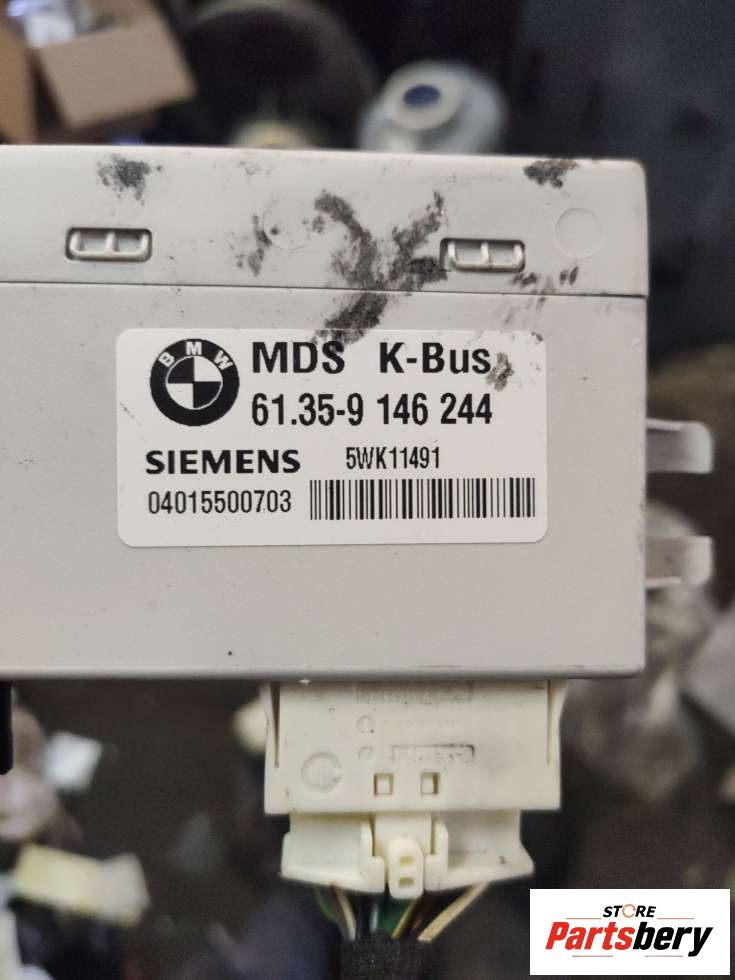 BMW
MDS K-Bus
61.35-9 146 244
SIEMENS 5WK11491
04015500703
STORE
Partsbery